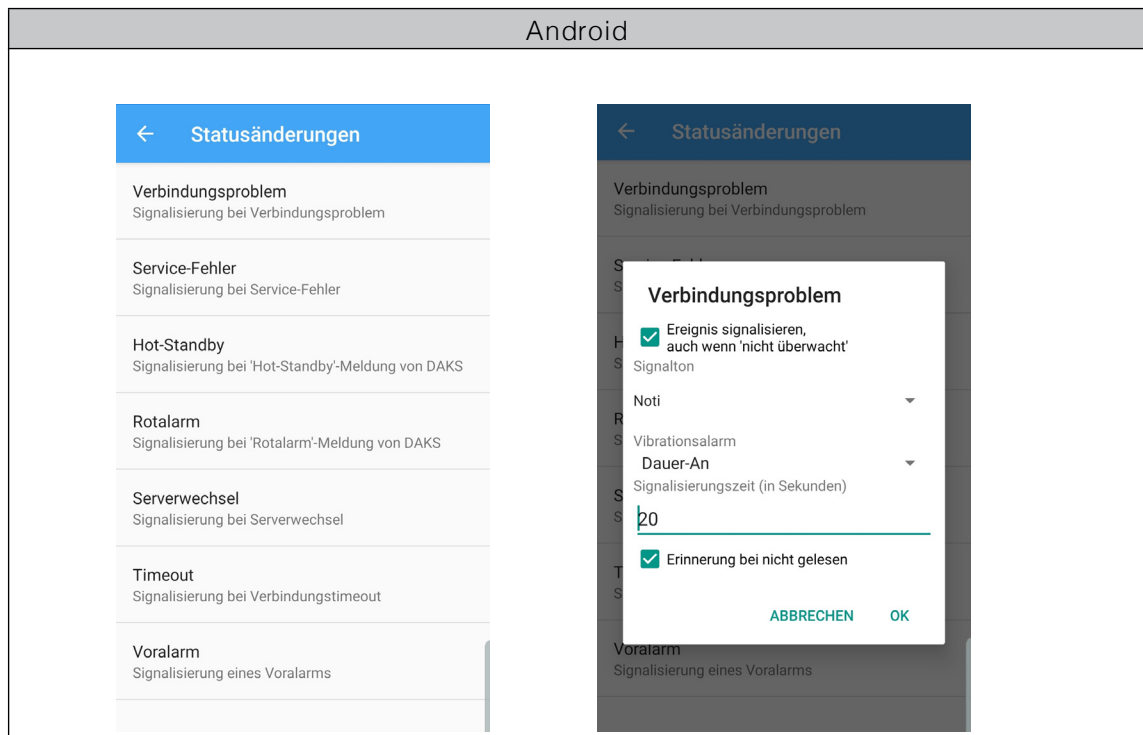 Android
Statusänderungen
Verbindungsproblem
Signalisierung bei Verbindungsproblem
Service-Fehler
Signalisierung bei Service-Fehler
Hot-Standby
Signalisierung bei 'Hot-Standby'-Meldung von DAKS
Rotalarm
Signalisierung bei 'Rotalarm'-Meldung von DAKS
Serverwechsel
Signalisierung bei Serverwechsel
Timeout
Signalisierung bei Verbindungstimeout
Voralarm
Signalisierung eines Voralarms
Statusänderungen
Verbindungsproblem
Signalisierung bei Verbindungsproblem
Verbindungsproblem
Ereignis signalisieren,
auch wenn 'nicht überwacht'
Signalton
Noti
Vibrationsalarm
Dauer-An
Signalisierungszeit (in Sekunden)
20
Erinnerung bei nicht gelesen
ABBRECHEN OK
Voralarm
Signalisierung eines Voralarms